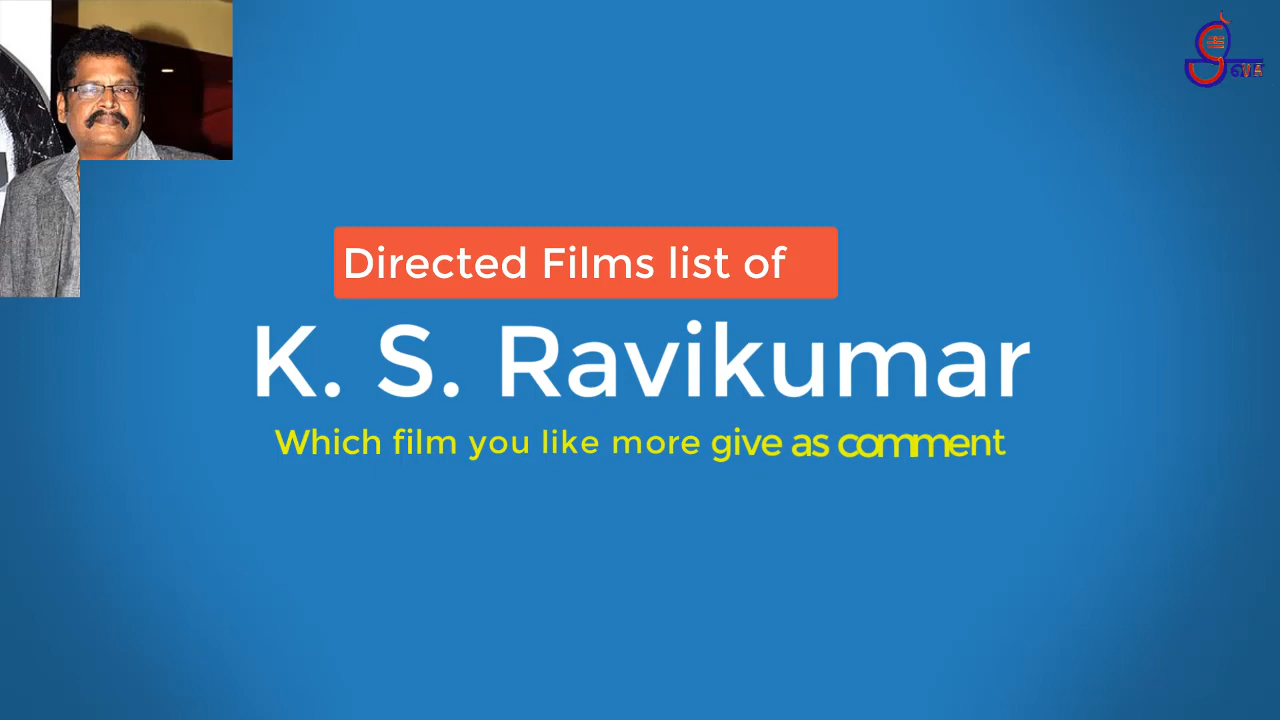 Directed Films list of
K. S. Ravikumar
Which film you like more give as comment